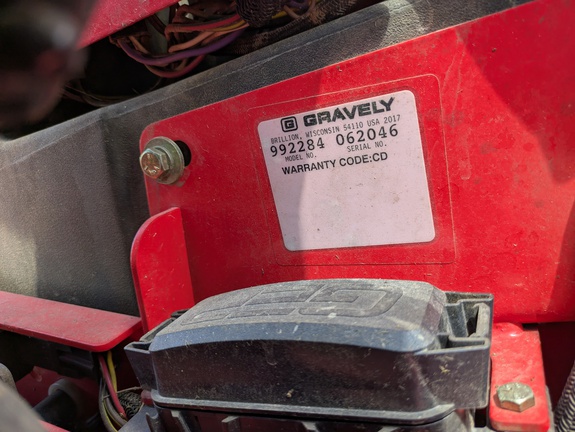 G GRAVELY
BRILLION, WISCONSIN 54110 USA 2017
992284 062046
MODEL NO. SERIAL NO.
WARRANTY CODE:CD